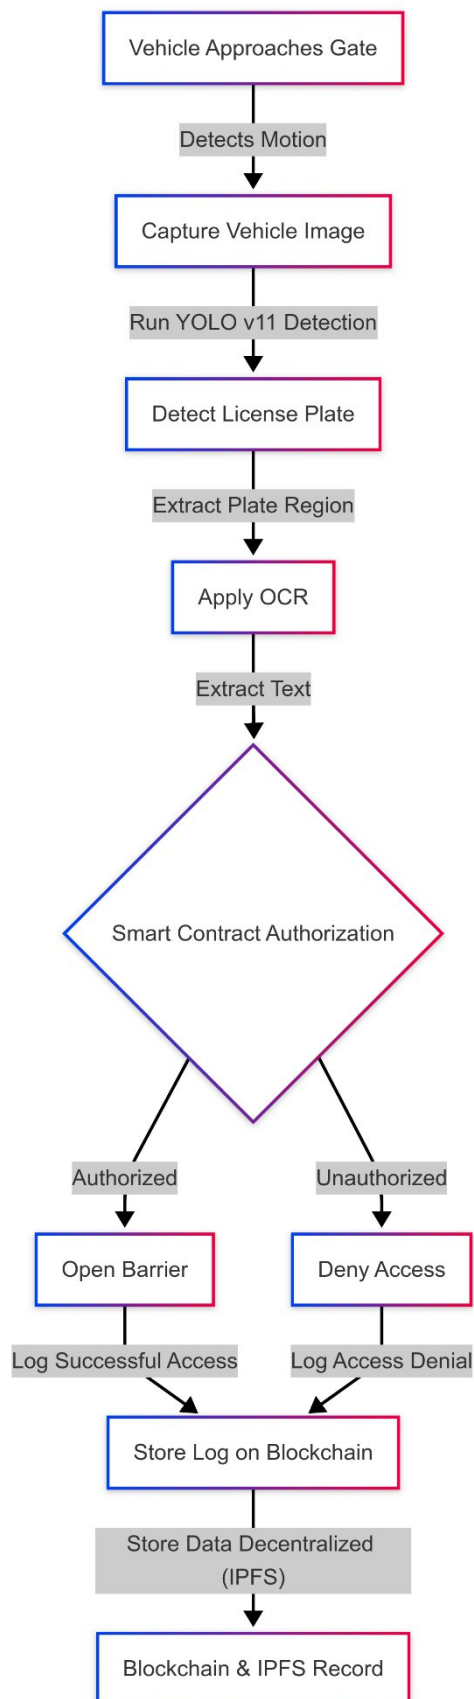 Vehicle Approaches Gate
Detects Motion
Capture Vehicle Image
Run YOLO v11 Detection
Detect License Plate
Extract Plate Region
Apply OCR
Extract Text
Smart Contract Authorization
Authorized
Unauthorized
Open Barrier
Deny Access
Log Successful Access
Log Access Denial
Store Log on Blockchain
Store Data Decentralized
(IPFS)
Blockchain & IPFS Record